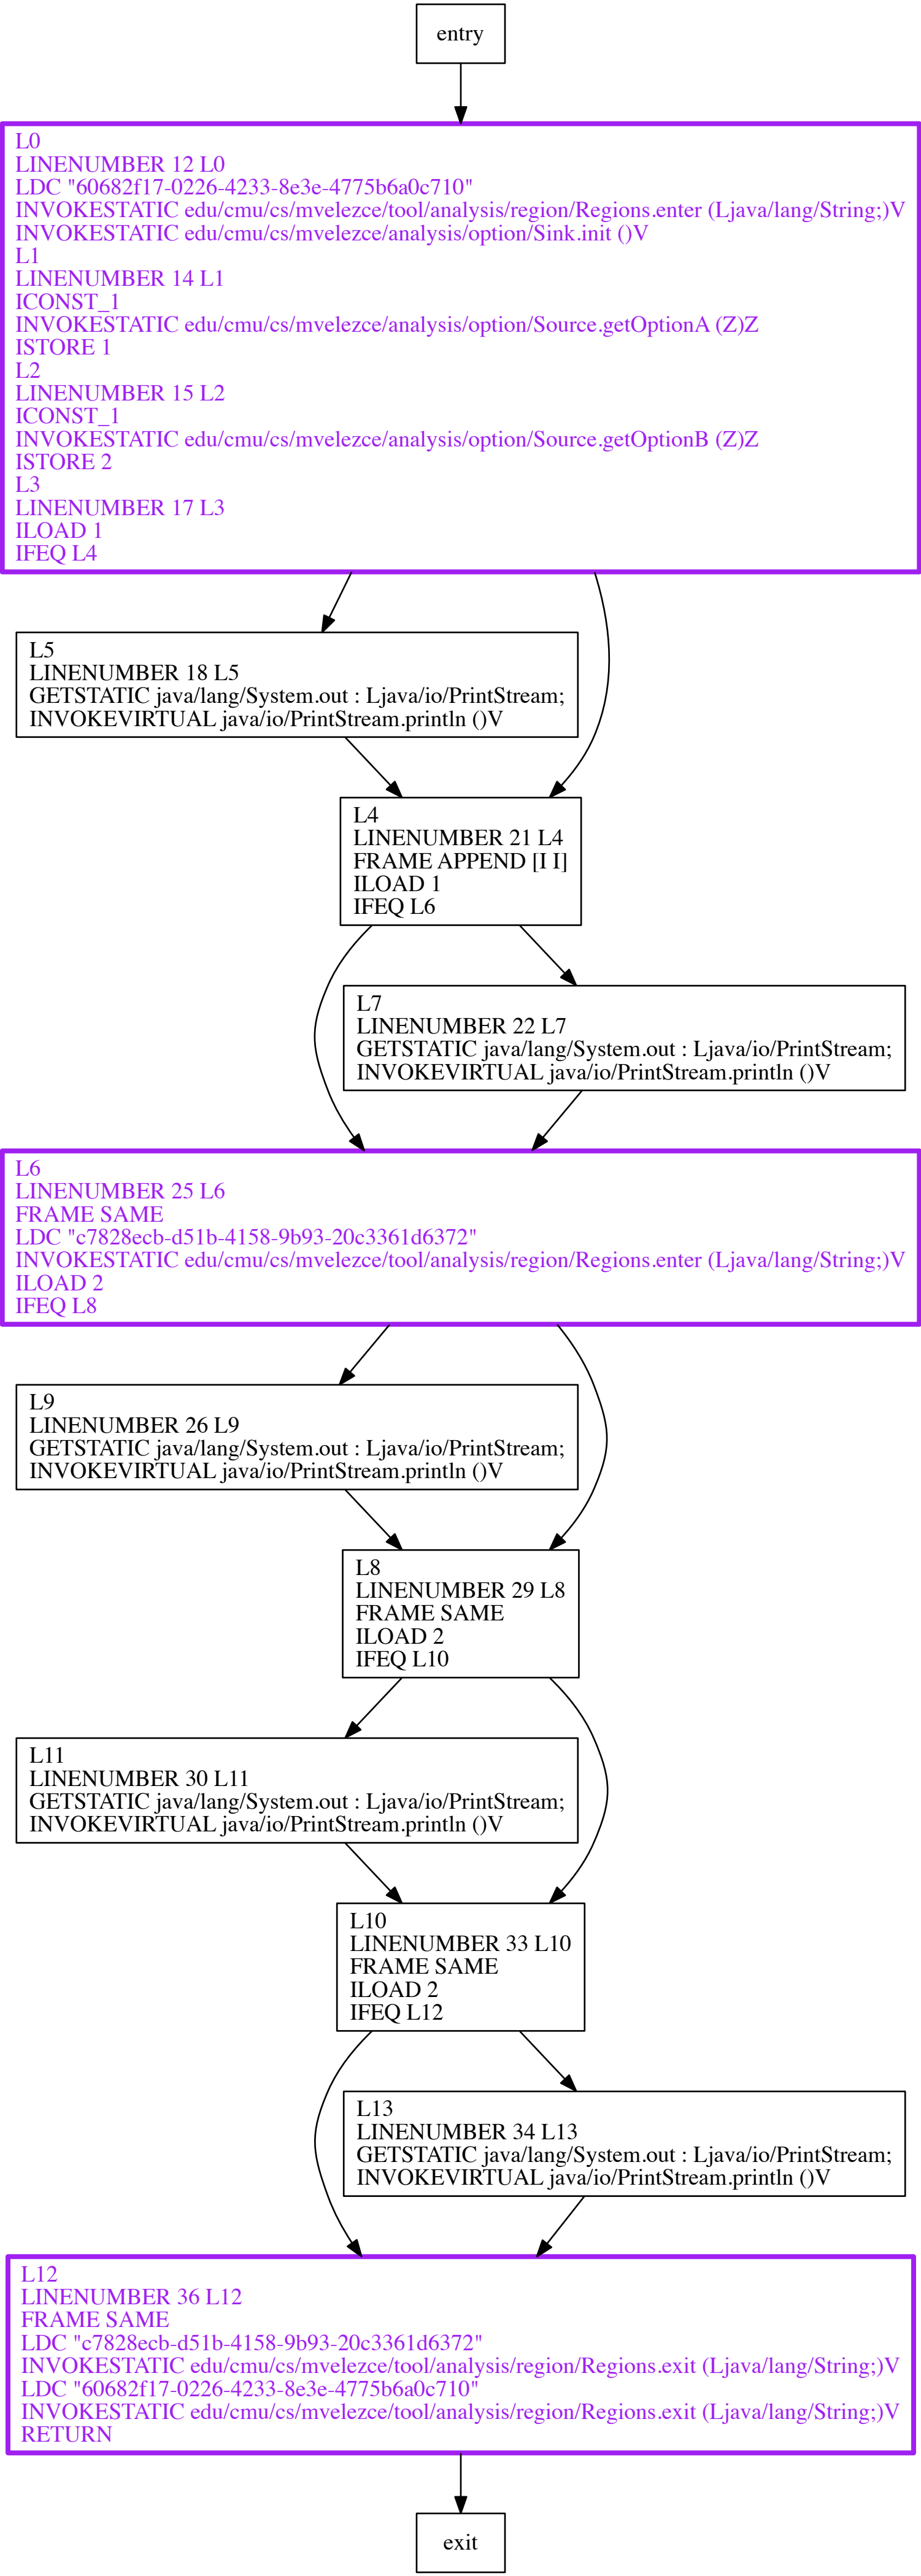 entry
L0
LINENUMBER 12 L0
LDC "60682f17-0226-4233-8e3e-4775b6a0c710"
INVOKESTATIC edu/cmu/cs/mvelezce/tool/analysis/region/Regions.enter (Ljava/lang/String;)V
INVOKESTATIC edu/cmu/cs/mvelezce/analysis/option/Sink.init ()V
L1
LINENUMBER 14 L1
ICONST_1
INVOKESTATIC edu/cmu/cs/mvelezce/analysis/option/Source.getOptionA (Z)Z
ISTORE 1
L2
LINENUMBER 15 L2
ICONST_1
INVOKESTATIC edu/cmu/cs/mvelezce/analysis/option/Source.getOptionB (Z)Z
ISTORE 2
L3
LINENUMBER 17 L3
ILOAD 1
IFEQ L4
L5
LINENUMBER 18 L5
GETSTATIC java/lang/System.out : Ljava/io/PrintStream;
INVOKEVIRTUAL java/io/PrintStream.println ()V
L4
LINENUMBER 21 L4
FRAME APPEND [I I]
ILOAD 1
IFEQ L6
L7
LINENUMBER 22 L7
GETSTATIC java/lang/System.out : Ljava/io/PrintStream;
INVOKEVIRTUAL java/io/PrintStream.println ()V
L6
LINENUMBER 25 L6
FRAME SAME
LDC "c7828ecb-d51b-4158-9b93-20c3361d6372"
INVOKESTATIC edu/cmu/cs/mvelezce/tool/analysis/region/Regions.enter (Ljava/lang/String;)V
ILOAD 2
IFEQ L8
L9
LINENUMBER 26 L9
GETSTATIC java/lang/System.out : Ljava/io/PrintStream;
INVOKEVIRTUAL java/io/PrintStream.println ()V
L8
LINENUMBER 29 L8
FRAME SAME
ILOAD 2
IFEQ L10
L11
LINENUMBER 30 L11
GETSTATIC java/lang/System.out : Ljava/io/PrintStream;
INVOKEVIRTUAL java/io/PrintStream.println ()V
L10
LINENUMBER 33 L10
FRAME SAME
ILOAD 2
IFEQ L12
L13
LINENUMBER 34 L13
GETSTATIC java/lang/System.out : Ljava/io/PrintStream;
INVOKEVIRTUAL java/io/PrintStream.println ()V
L12
LINENUMBER 36 L12
FRAME SAME
LDC "c7828ecb-d51b-4158-9b93-20c3361d6372"
INVOKESTATIC edu/cmu/cs/mvelezce/tool/analysis/region/Regions.exit (Ljava/lang/String;)V
LDC "60682f17-0226-4233-8e3e-4775b6a0c710"
INVOKESTATIC edu/cmu/cs/mvelezce/tool/analysis/region/Regions.exit (Ljava/lang/String;)V
RETURN
exit